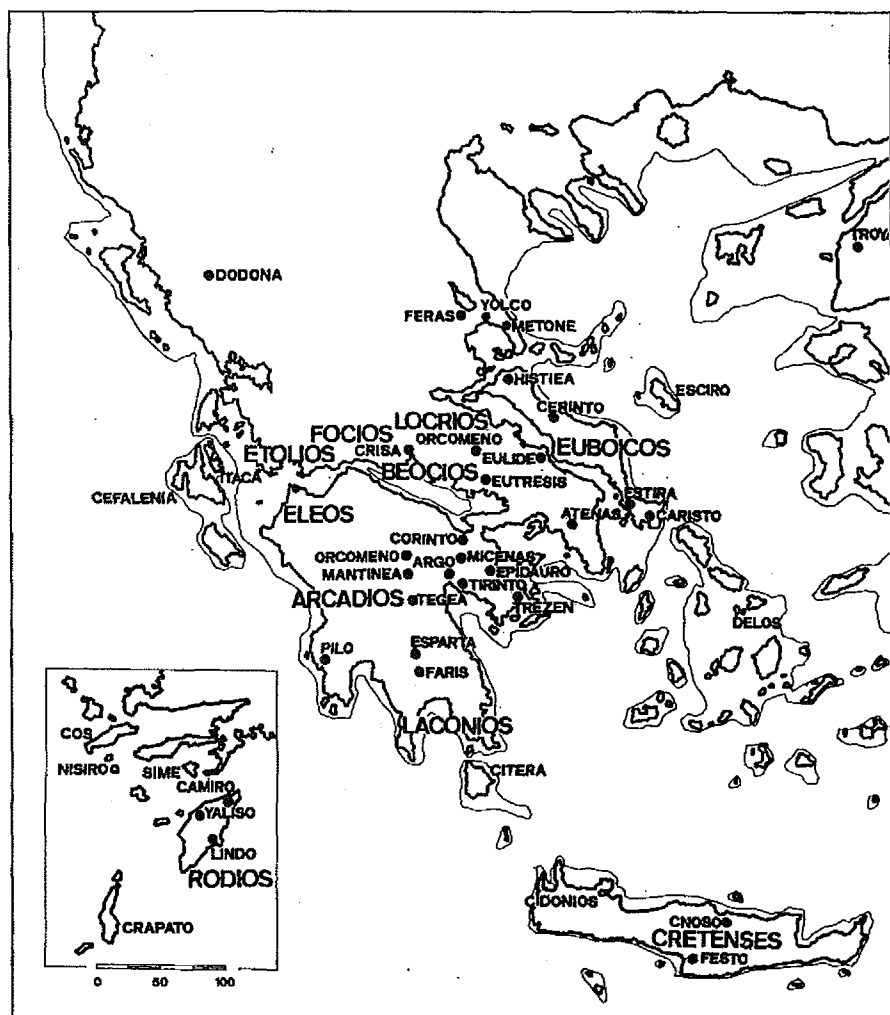 TROY
DODONA
FERAS
YOLCO
METONE
HISTIEA
ESCIRO
CERINTO
LOCRIOS
FOCIOS
ORCOMENO
EUBOICOS
ETOLIOS
CRISA
EULIDE
BEOCIOS
ITACA
EUTRESIS
CEFALENIA
ESTIRA
ELEOS
ATENAS
CARISTO
CORINTO
ORCOMENO
MICENAS
ARGO
MANTINEA
EPIDAURO
TIRINTO
ARCADIOS
TEGEA
TREZEN
DELOS
PILO
ESPARTA
FARIS
LACONIOS
CITERA
COS
NISIRO
SIME
CAMIRO
YALISO
LINDO
RODIOS
CRAPATO
0 50 100
CIDONIOS
CNOSO
CRETENSES
FESTO